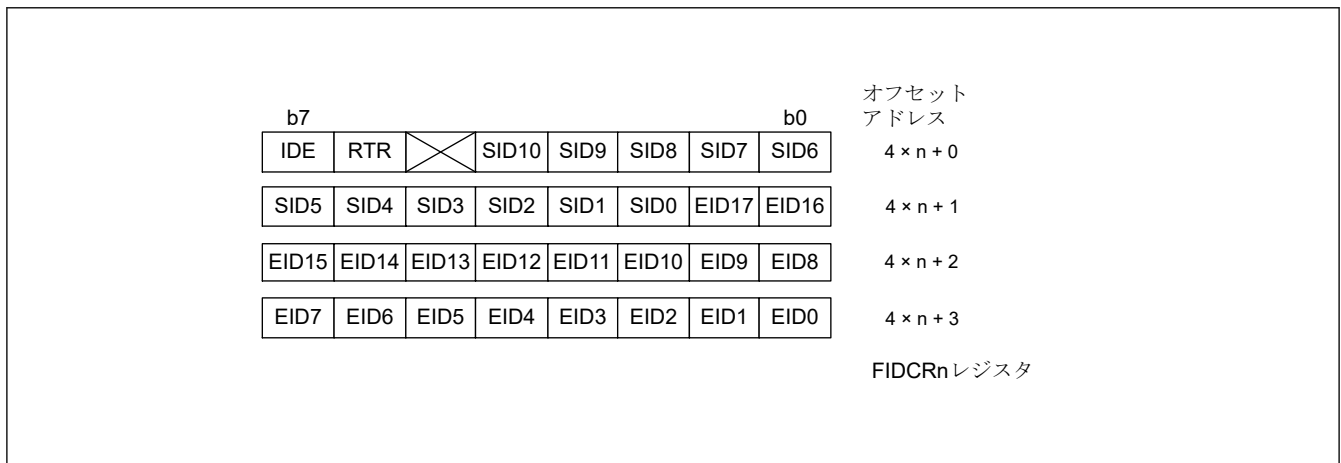 オフセット
b7 b0 アドレス
IDE RTR SID10 SID9 SID8 SID7 SID6 4 × n + 0
SID5 SID4 SID3 SID2 SID1 SID0 EID17 EID16 4 × n + 1
EID15 EID14 EID13 EID12 EID11 EID10 EID9 EID8 4 × n + 2
EID7 EID6 EID5 EID4 EID3 EID2 EID1 EID0 4 × n + 3
FIDCRnレジスタ